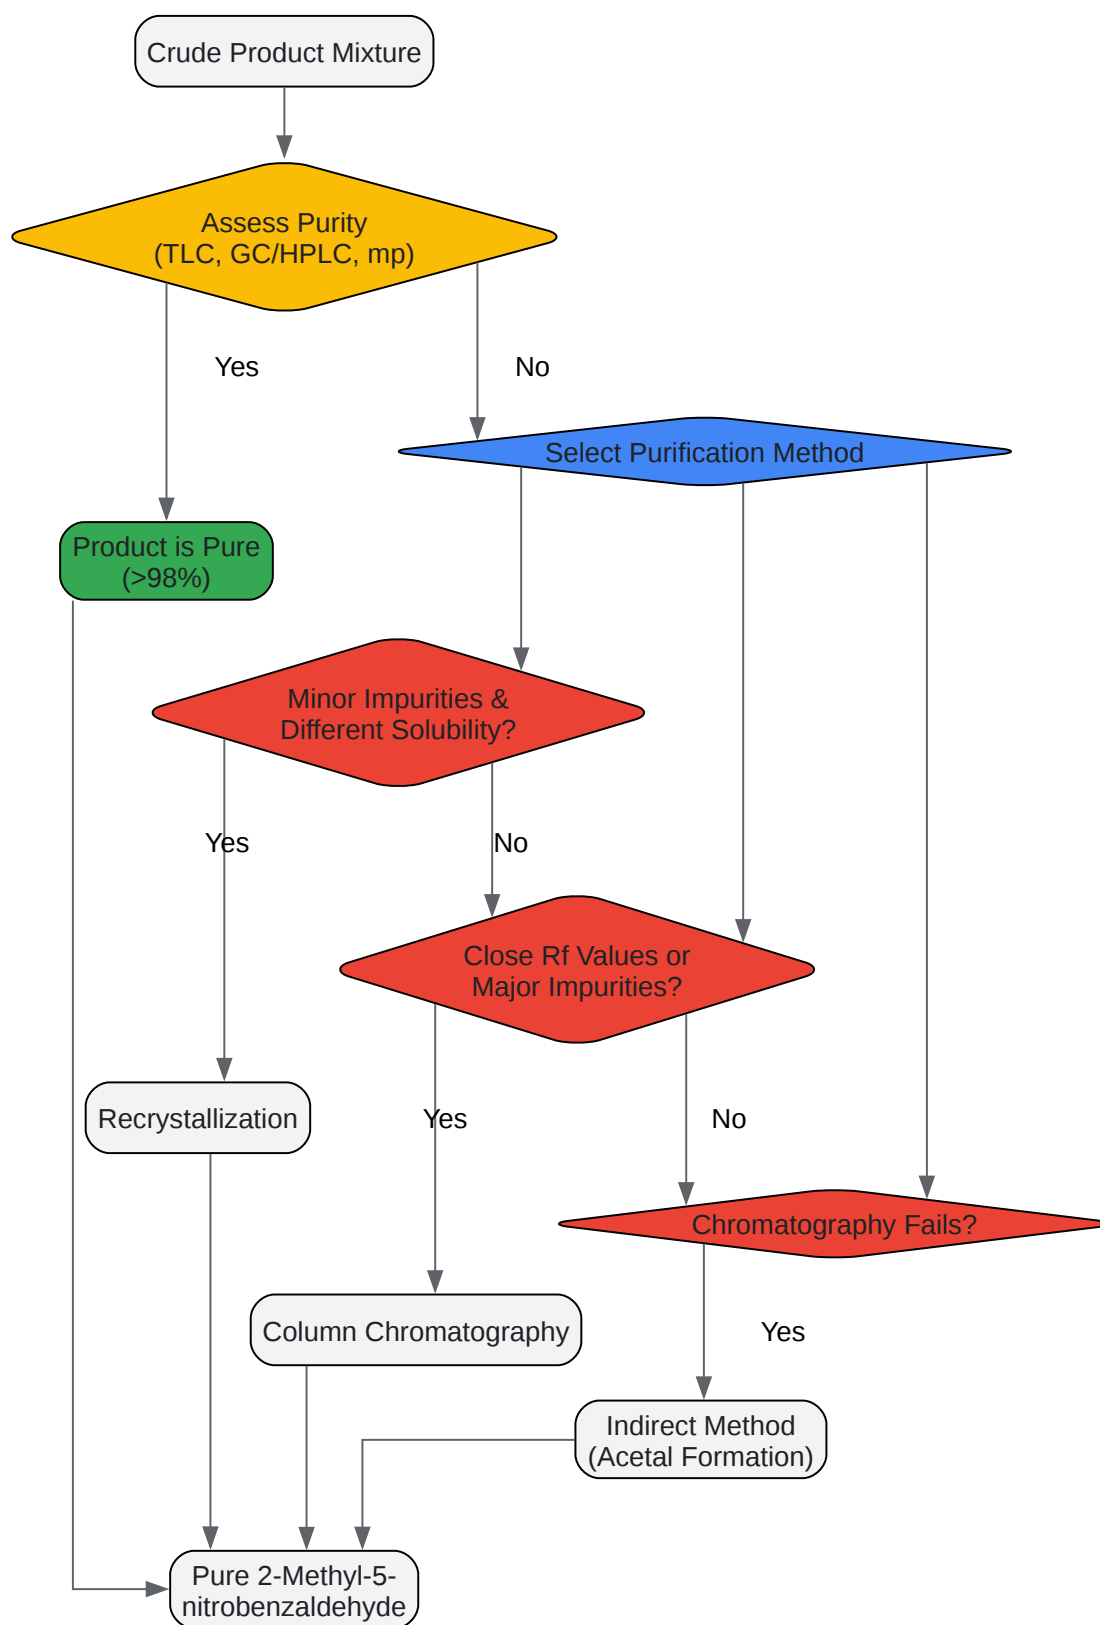 Crude Product Mixture
Assess Purity
(TLC, GC/HPLC, mp)
Yes
No
Select Purification Method
Product is Pure
(>98%)
Minor Impurities &
Different Solubility?
Yes
No
Close Rf Values or
Major Impurities?
Recrystallization
Yes
No
Chromatography Fails?
Column Chromatography
Yes
Indirect Method
(Acetal Formation)
Pure 2-Methyl-5-
nitrobenzaldehyde